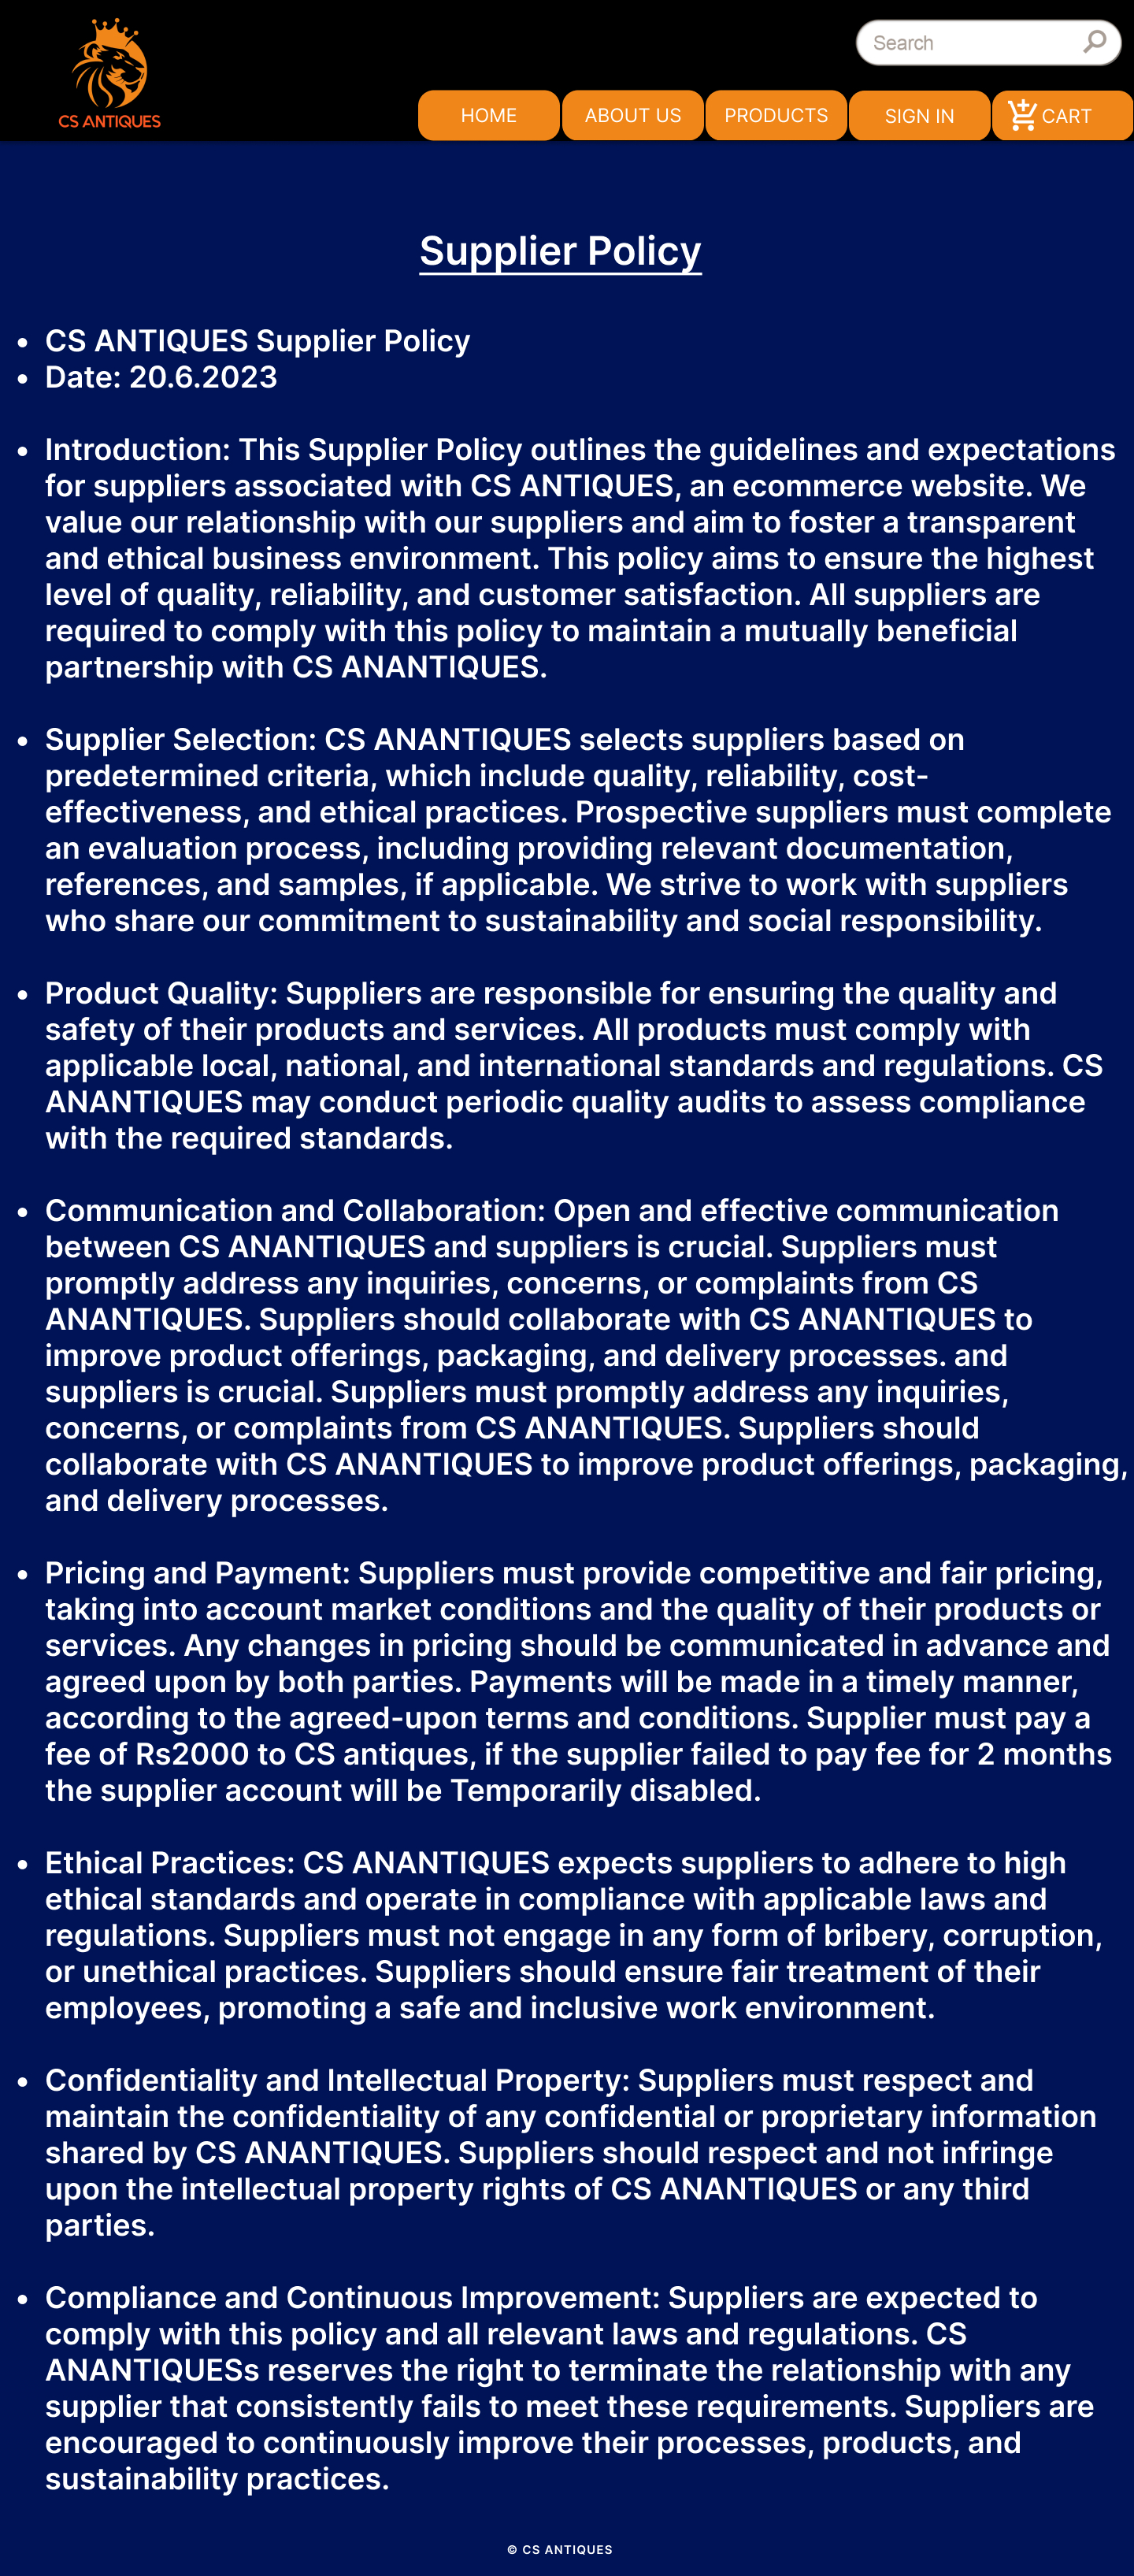 Search
CS ANTIQUES
HOME
ABOUT US
PRODUCTS
SIGN IN
CART
Supplier Policy
• CS ANTIQUES Supplier Policy
• Date: 20.6.2023
• Introduction: This Supplier Policy outlines the guidelines and expectations
for suppliers associated with CS ANTIQUES, an ecommerce website. We
value our relationship with our suppliers and aim to foster a transparent
and ethical business environment. This policy aims to ensure the highest
level of quality, reliability, and customer satisfaction. All suppliers are
required to comply with this policy to maintain a mutually beneficial
partnership with CS ANANTIQUES.
• Supplier Selection: CS ANANTIQUES selects suppliers based on
predetermined criteria, which include quality, reliability, cost-
effectiveness, and ethical practices. Prospective suppliers must complete
an evaluation process, including providing relevant documentation,
references, and samples, if applicable. We strive to work with suppliers
who share our commitment to sustainability and social responsibility.
• Product Quality: Suppliers are responsible for ensuring the quality and
safety of their products and services. All products must comply with
applicable local, national, and international standards and regulations. CS
ANANTIQUES may conduct periodic quality audits to assess compliance
with the required standards.
• Communication and Collaboration: Open and effective communication
between CS ANANTIQUES and suppliers is crucial. Suppliers must
promptly address any inquiries, concerns, or complaints from CS
ANANTIQUES. Suppliers should collaborate with CS ANANTIQUES to
improve product offerings, packaging, and delivery processes. and
suppliers is crucial. Suppliers must promptly address any inquiries,
concerns, or complaints from CS ANANTIQUES. Suppliers should
collaborate with CS ANANTIQUES to improve product offerings, packaging,
and delivery processes.
• Pricing and Payment: Suppliers must provide competitive and fair pricing,
taking into account market conditions and the quality of their products or
services. Any changes in pricing should be communicated in advance and
agreed upon by both parties. Payments will be made in a timely manner,
according to the agreed-upon terms and conditions. Supplier must pay a
fee of Rs2000 to CS antiques, if the supplier failed to pay fee for 2 months
the supplier account will be Temporarily disabled.
• Ethical Practices: CS ANANTIQUES expects suppliers to adhere to high
ethical standards and operate in compliance with applicable laws and
regulations. Suppliers must not engage in any form of bribery, corruption,
or unethical practices. Suppliers should ensure fair treatment of their
employees, promoting a safe and inclusive work environment.
• Confidentiality and Intellectual Property: Suppliers must respect and
maintain the confidentiality of any confidential or proprietary information
shared by CS ANANTIQUES. Suppliers should respect and not infringe
upon the intellectual property rights of CS ANANTIQUES or any third
parties.
• Compliance and Continuous Improvement: Suppliers are expected to
comply with this policy and all relevant laws and regulations. CS
ANANTIQUESs reserves the right to terminate the relationship with any
supplier that consistently fails to meet these requirements. Suppliers are
encouraged to continuously improve their processes, products, and
sustainability practices.
© CS ANTIQUES